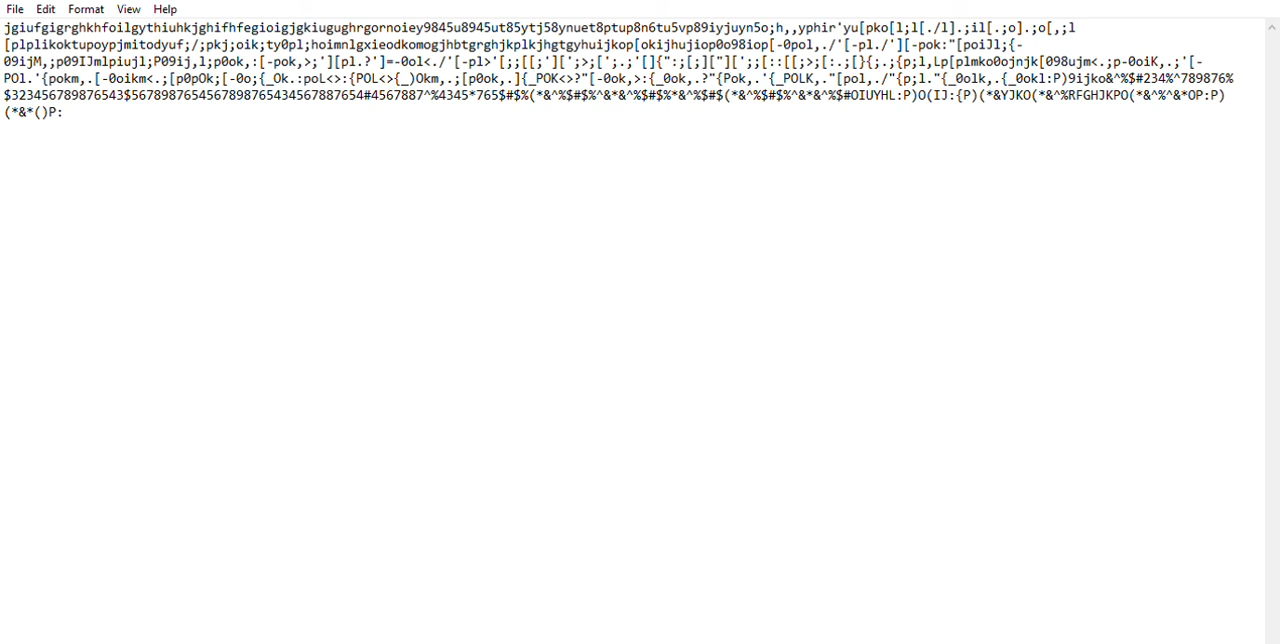 File Edit Format View Help
jgiufgigrghkhfoilgythiuhkjghifhfegioigjgkiugughrgornoiey9845u8945ut85ytj58ynuet8ptup8n6tu5vp89iyjuyn5o;h,,yphir'yu[pko[l;l[./l].;il[.;o].;o[,;l
[plplikoktupoypjmitodyuf;/;pkj;oik;ty0pl;hoimnlgxieodkomogjhbtgrghjkplkjhgtgyhuijkop[okijhujiop0o98iop[-0pol,./'[-pl./'][-pok:"[poiJl;{-
09ijM,;p09IJmlpiujl;P09ij,l;p0ok,:[-pok,>;'][pl.?']=-0ol<./'[-pl>'[;;[[;'][';>;[';.;'[]{":;[;]["][';;[::[[;>;[:.;[}{;.;{p;l,Lp[plmko0ojnjk[098ujm<.;p-0oiK,.;'[-
POl.'{pokm,.[-0oikm<.;[p0pOk;[-0o;{_Ok.:poL<>:{POL<>{_)Okm,.;[p0ok,.]{_POK<>?"[-0ok,>:{_0ok,.?"{Pok,.'{_POLK,."[pol,./"{p;l."{_0olk,.{_0okl:P)9ijko&^%$#234%^789876%
$323456789876543$567898765456789876543456788765​4#4567887^%4345*765$#$%(*&^%$#$%^&*&^%$#$%*&^%$#$(*&^%$#$%^&*&^%$#OIUYHL:P)O(IJ:{P)(*&YJKO(*&^%RFGHJKPO(*&^%^&*OP:P)
(*&*()P: